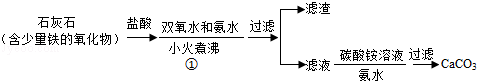 石灰石
(含少量铁的氧化物)
盐酸
双氧水和氨水
小火煮沸
①
过滤
滤渣
滤液
碳酸铵溶液
氨水
过滤
CaCO₃